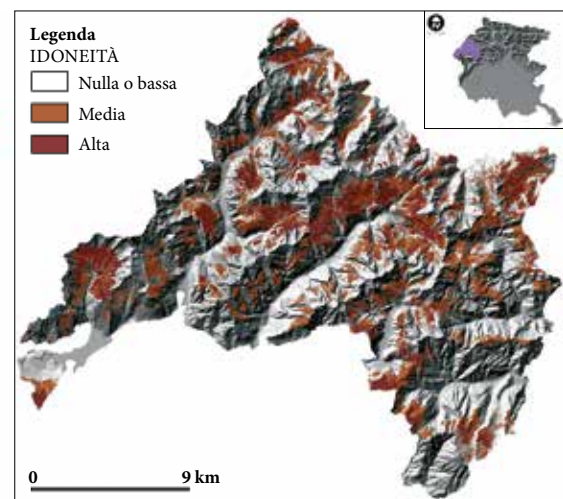 Legenda
IDONEITÀ
Nulla o bassa
Media
Alta
0 9 km